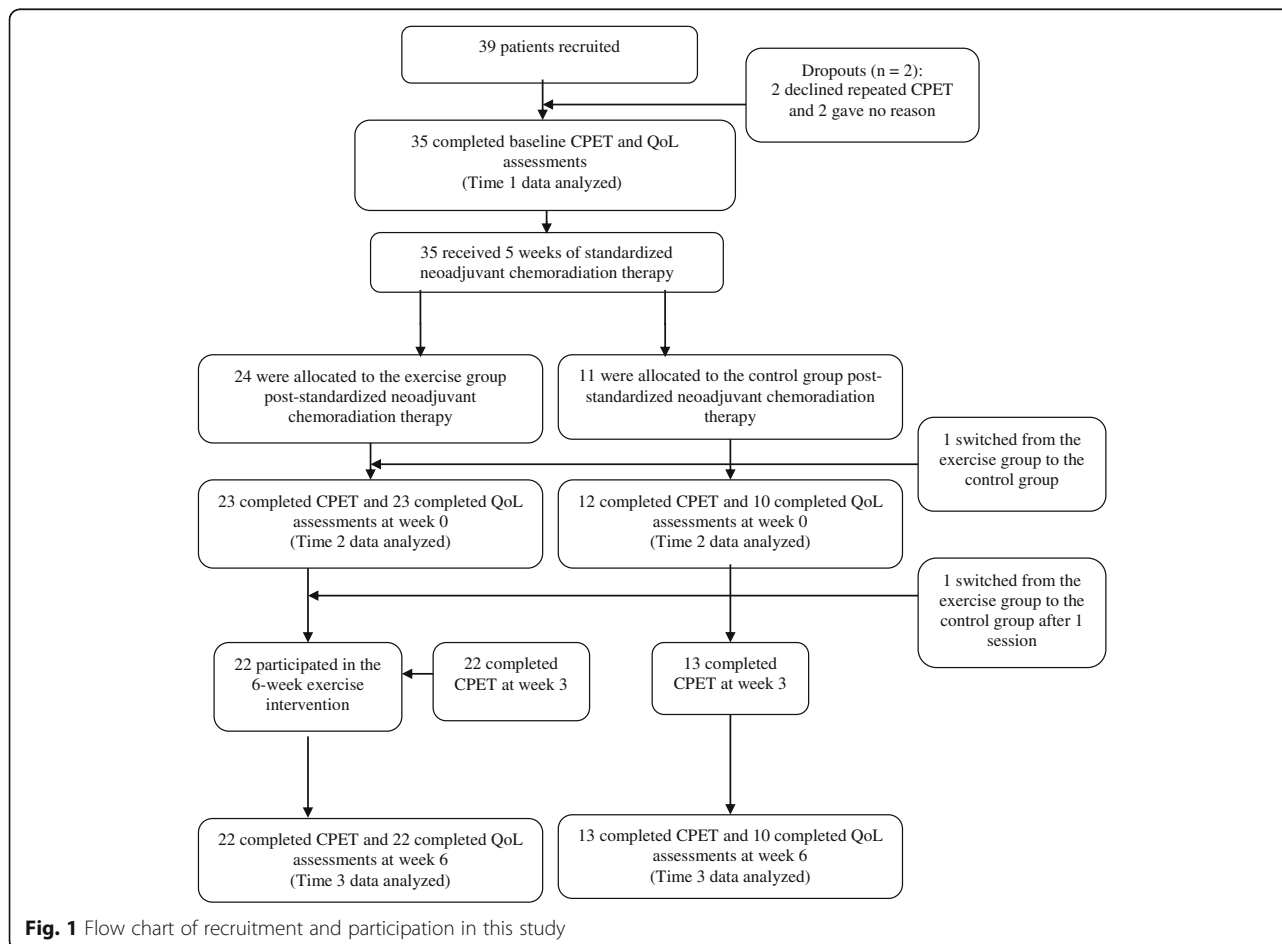 39 patients recruited
Dropouts (n = 2):
2 declined repeated CPET
and 2 gave no reason
35 completed baseline CPET and QoL
assessments
(Time 1 data analyzed)
35 received 5 weeks of standardized
neoadjuvant chemoradiation therapy
24 were allocated to the exercise group
post-standardized neoadjuvant
chemoradiation therapy
11 were allocated to the control group post-
standardized neoadjuvant chemoradiation
therapy
1 switched from the
exercise group to the
control group
23 completed CPET and 23 completed QoL
assessments at week 0
(Time 2 data analyzed)
12 completed CPET and 10 completed QoL
assessments at week 0
(Time 2 data analyzed)
1 switched from the
exercise group to the
control group after 1
session
22 participated in the
6-week exercise
intervention
22 completed
CPET at week 3
13 completed
CPET at week 3
22 completed CPET and 22 completed QoL
assessments at week 6
(Time 3 data analyzed)
13 completed CPET and 10 completed QoL
assessments at week 6
(Time 3 data analyzed)
Fig. 1 Flow chart of recruitment and participation in this study